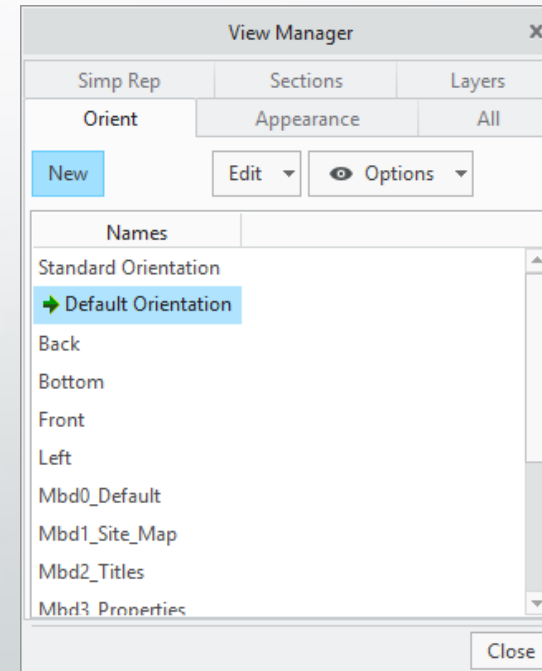 View Manager
Simp Rep Sections Layers
Orient Appearance All
New Edit Options
Names
Standard Orientation
Default Orientation
Back
Bottom
Front
Left
Mbd0_Default
Mbd1_Site_Map
Mbd2_Titles
Mbd3_Properties
Close